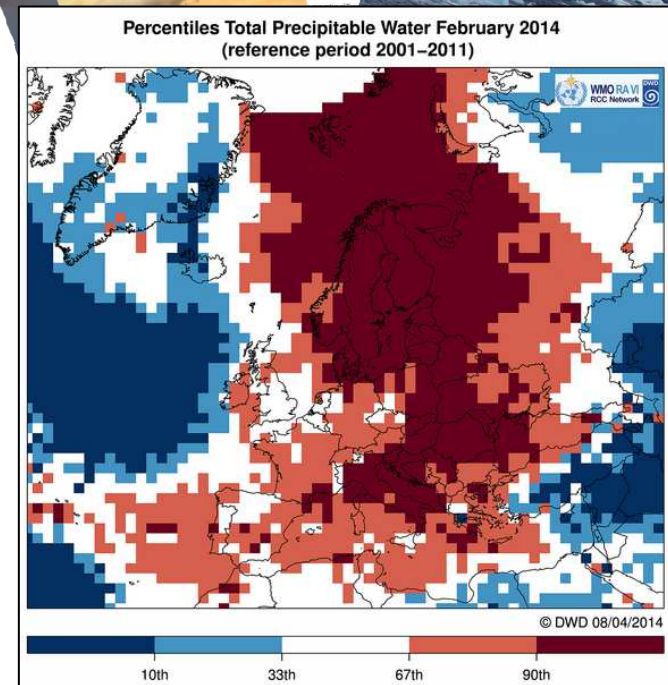 Percentiles Total Precipitable Water February 2014
(reference period 2001−2011)
WMO RA VI
RCC Network
DWD
© DWD 08/04/2014
10th 33rd 67th 90th